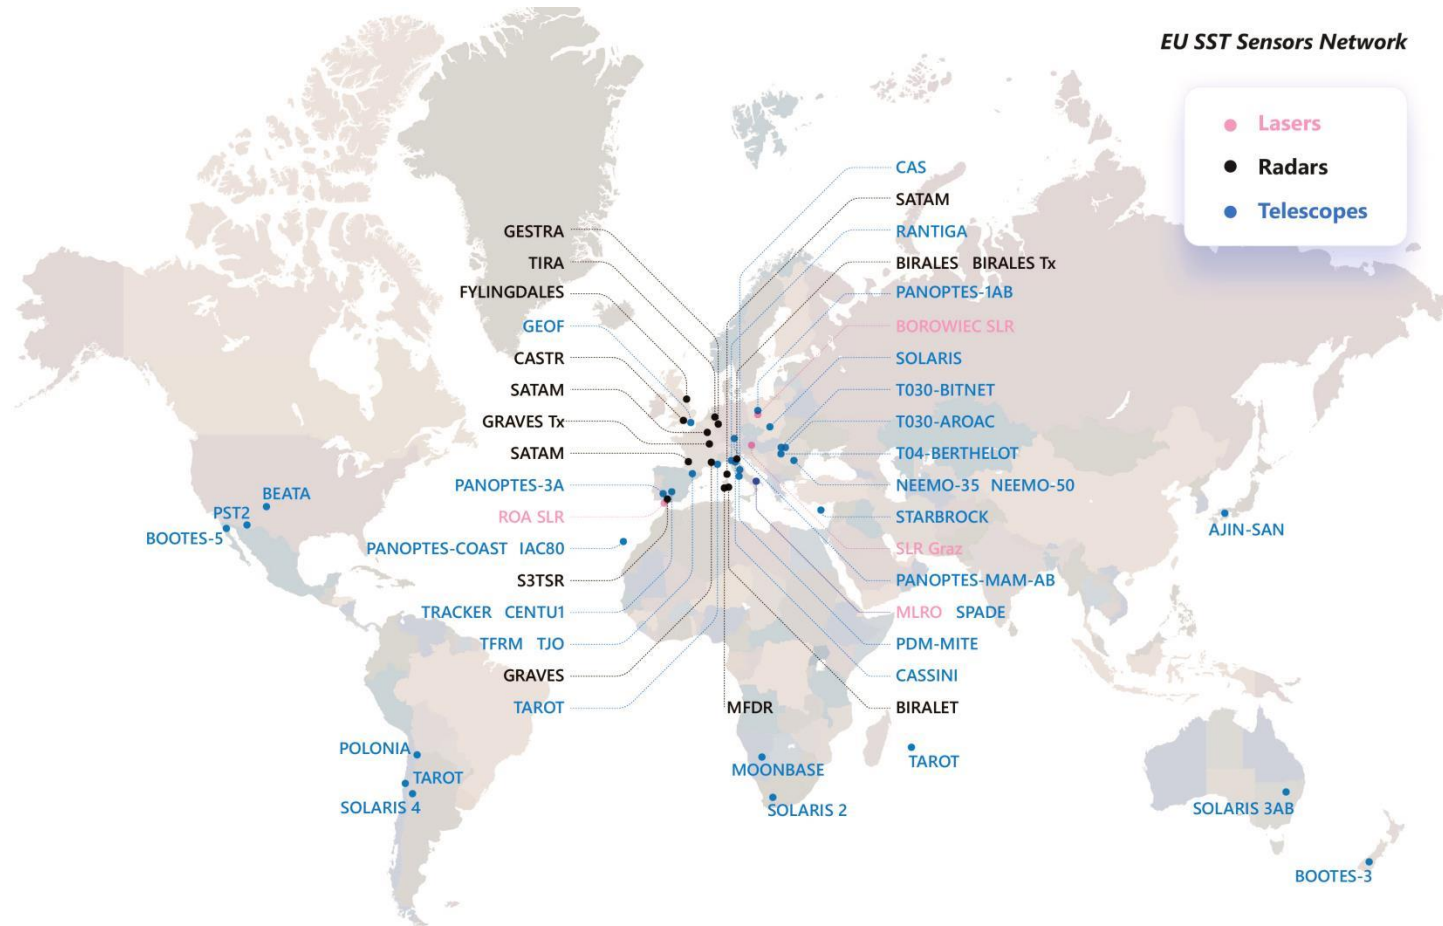 EU SST Sensors Network
Lasers
Radars
Telescopes
GESTRA
TIRA
FYLINGDALES
GEOF
CASTR
SATAM
GRAVES Tx
SATAM
PANOPTES-3A
ROA SLR
PANOPTES-COAST IAC80
S3TSR
TRACKER CENTU1
TFRM TJO
GRAVES
TAROT
CAS
SATAM
RANTIGA
BIRALES BIRALES Tx
PANOPTES-1AB
BOROWIEC SLR
SOLARIS
T030-BITNET
T030-AROAC
T04-BERTHELOT
NEEMO-35 NEEMO-50
STARBROCK
SLR Graz
PANOPTES-MAM-AB
MLRO SPADE
PDM-MITE
CASSINI
BIRALET
MFDR
BEATA
PST2
BOOTES-5
POLONIA
TAROT
SOLARIS 4
MOONBASE
SOLARIS 2
TAROT
AJIN-SAN
SOLARIS 3AB
BOOTES-3